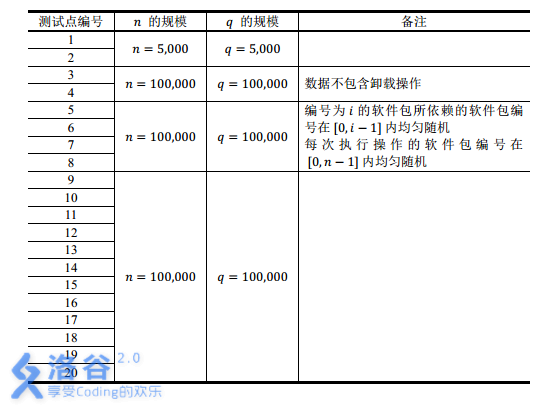 测试点编号 n 的规模 q 的规模 备注
1
2
n = 5,000 q = 5,000
3
4
n = 100,000 q = 100,000 数据不包含卸载操作
5
6
7
8
n = 100,000 q = 100,000
编号为 i 的软件包所依赖的软件包编
号在 [0, i − 1] 内均匀随机
每次执行操作的软件包编号在
[0, n − 1] 内均匀随机
9
10
11
12
13
14
15
16
17
18
19
20
n = 100,000 q = 100,000
洛谷 2.0
享受Coding的欢乐